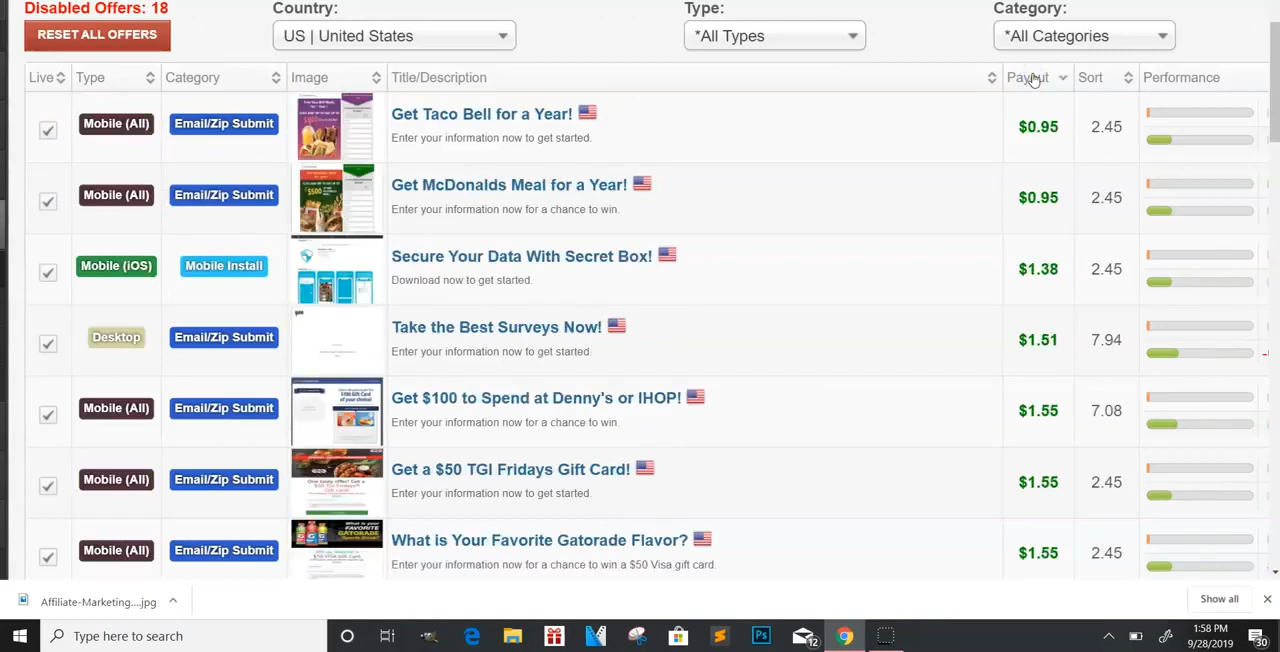 Disabled Offers: 18
Country:
Type:
Category:
RESET ALL OFFERS
US | United States
*All Types
*All Categories
Live
Type
Category
Image
Title/Description
Sort
Performance
Mobile (All)
Email/Zip Submit
Get Taco Bell for a Year!
Enter your information now to get started.
$0.95
2.45
Mobile (All)
Email/Zip Submit
Get McDonalds Meal for a Year!
Enter your information now for a chance to win.
$0.95
2.45
Mobile (iOS)
Mobile Install
Secure Your Data With Secret Box!
Download now to get started.
$1.38
2.45
Desktop
Email/Zip Submit
Take the Best Surveys Now!
Enter your information now to get started.
$1.51
7.94
Mobile (All)
Email/Zip Submit
Get $100 to Spend at Denny's or IHOP!
Enter your information now for a chance to win.
$1.55
7.08
Mobile (All)
Email/Zip Submit
Get a $50 TGI Fridays Gift Card!
Enter your information now to get started.
$1.55
2.45
Mobile (All)
Email/Zip Submit
What is Your Favorite Gatorade Flavor?
Enter your information now for a chance to win a $50 Visa gift card.
$1.55
2.45
Affiliate-Marketing....jpg
Show all
Type here to search
Ps
12
1:58 PM
9/28/2019
30